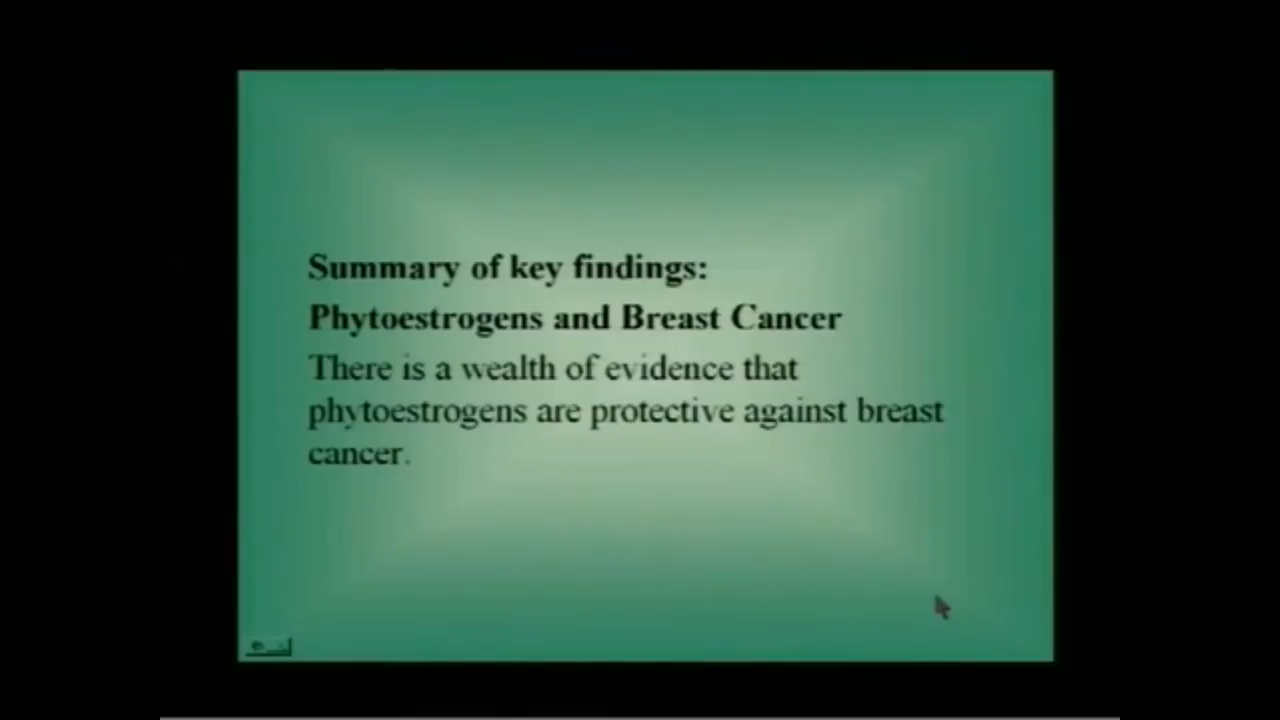 Summary of key findings:
Phytoestrogens and Breast Cancer
There is a wealth of evidence that
phytoestrogens are protective against breast
cancer.